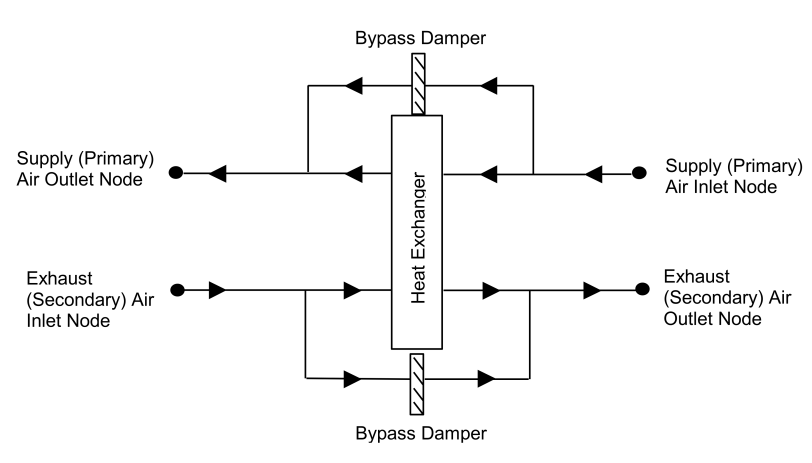 Bypass Damper
Supply (Primary)
Air Outlet Node
Supply (Primary)
Air Inlet Node
Heat Exchanger
Exhaust
(Secondary) Air
Inlet Node
Exhaust
(Secondary) Air
Outlet Node
Bypass Damper